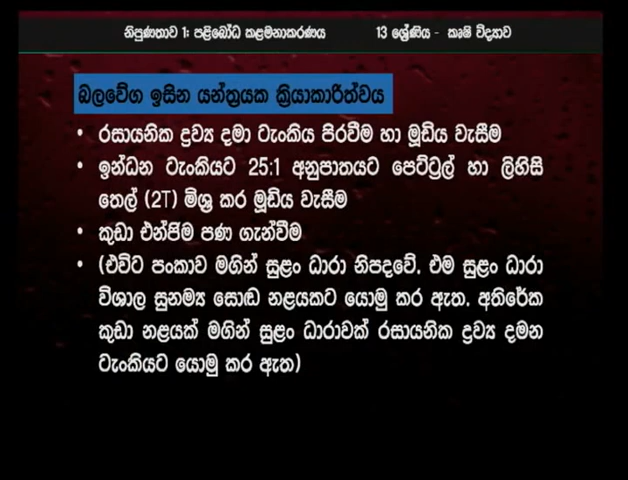 නිපුණතාව 1: පළිබෝධ කළමනාකරණය 13 ශ්‍රේණිය - කෘෂි විද්‍යාව
බලවේග ඉසින යන්ත්‍රයක ක්‍රියාකාරිත්වය
• රසායනික ද්‍රව්‍ය දමා ටැංකිය පිරවීම හා මූඩිය වැසීම
• ඉන්ධන ටැංකියට 25:1 අනුපාතයට පෙට්ට්‍රල් හා ලිහිසි
තෙල් (2T) මිශ්‍ර කර මූඩිය වැසීම
• කුඩා එන්ජිම පණ ගැන්වීම
• (එවිට පංකාව මගින් සුළං ධාරා නිපදවේ. එම සුළං ධාරා
විශාල සුනම්‍ය සොඬ නළයකට යොමු කර ඇත. අතිරේක
කුඩා නළයක් මගින් සුළං ධාරාවක් රසායනික ද්‍රව්‍ය දමන
ටැංකියට යොමු කර ඇත)